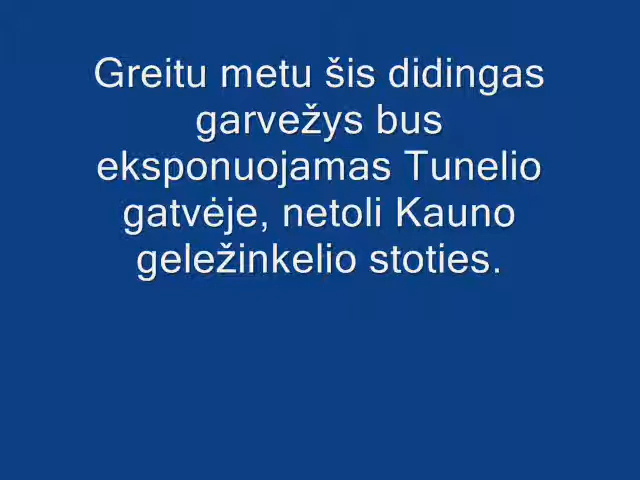 Greitu metu šis didingas
garvežys bus
eksponuojamas Tunelio
gatvėje, netoli Kauno
geležinkelio stoties.